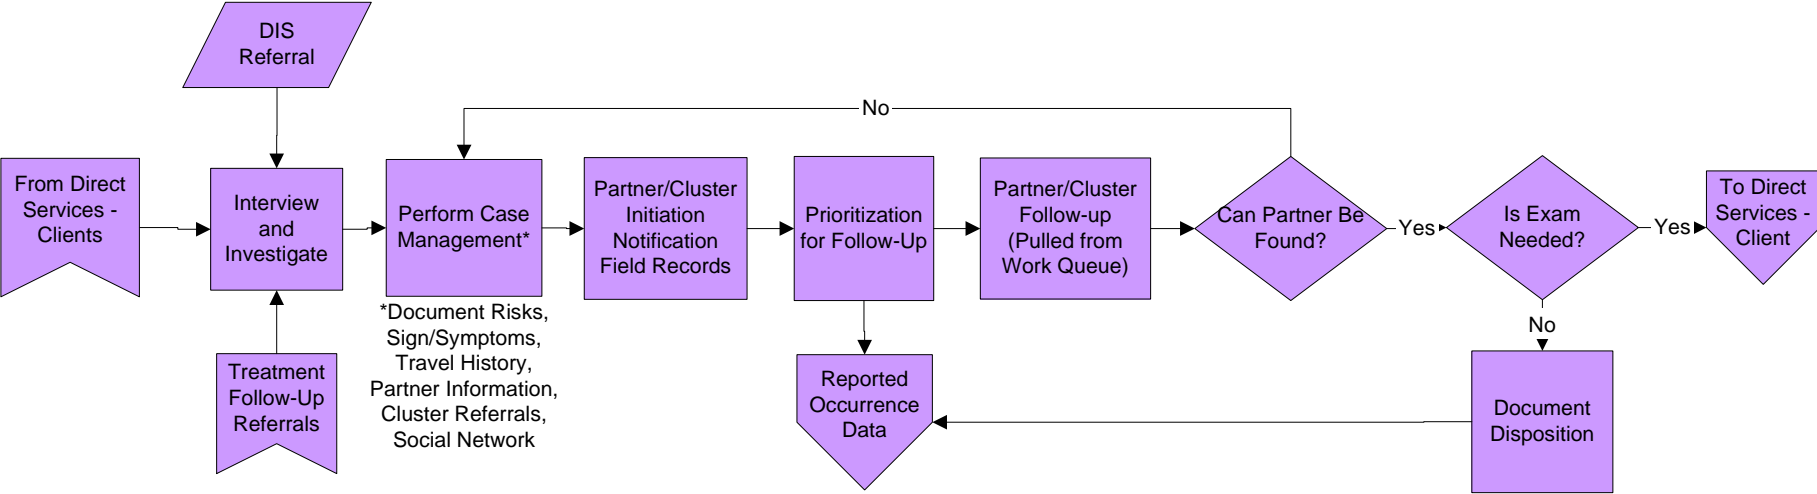 DIS
Referral
No
From Direct
Services -
Clients
Interview
and
Investigate
Perform Case
Management*
Partner/Cluster
Initiation
Notification
Field Records
Prioritization
for Follow-Up
Partner/Cluster
Follow-up
(Pulled from
Work Queue)
Can Partner Be
Found?
Yes
Is Exam
Needed?
Yes
To Direct
Services -
Client
*Document Risks,
Sign/Symptoms,
Travel History,
Partner Information,
Cluster Referrals,
Social Network
No
Treatment
Follow-Up
Referrals
Reported
Occurrence
Data
Document
Disposition